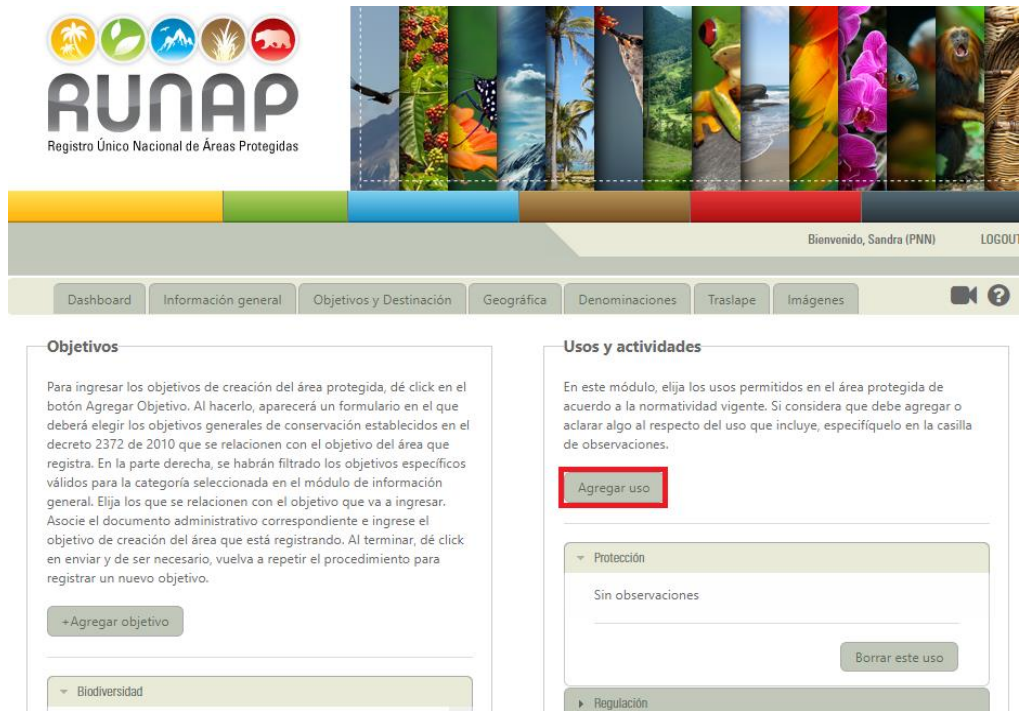 RUNAP
Registro Único Nacional de Áreas Protegidas
Bienvenido, Sandra (PNN)
LOGOUT
Dashboard
Información general
Objetivos y Destinación
Geográfica
Denominaciones
Traslape
Imágenes
Objetivos
Para ingresar los objetivos de creación del área protegida, dé click en el
botón Agregar Objetivo. Al hacerlo, aparecerá un formulario en el que
deberá elegir los objetivos generales de conservación establecidos en el
decreto 2372 de 2010 que se relacionen con el objetivo del área que
registra. En la parte derecha, se habrán filtrado los objetivos específicos
válidos para la categoría seleccionada en el módulo de información
general. Elija los que se relacionen con el objetivo que va a ingresar.
Asocie el documento administrativo correspondiente e ingrese el
objetivo de creación del área que está registrando. Al terminar, dé click
en enviar y de ser necesario, vuelva a repetir el procedimiento para
registrar un nuevo objetivo.
+Agregar objetivo
Biodiversidad
Usos y actividades
En este módulo, elija los usos permitidos en el área protegida de
acuerdo a la normatividad vigente. Si considera que debe agregar o
aclarar algo al respecto del uso que incluye, especifíquelo en la casilla
de observaciones.
Agregar uso
Protección
Sin observaciones
Borrar este uso
Regulación